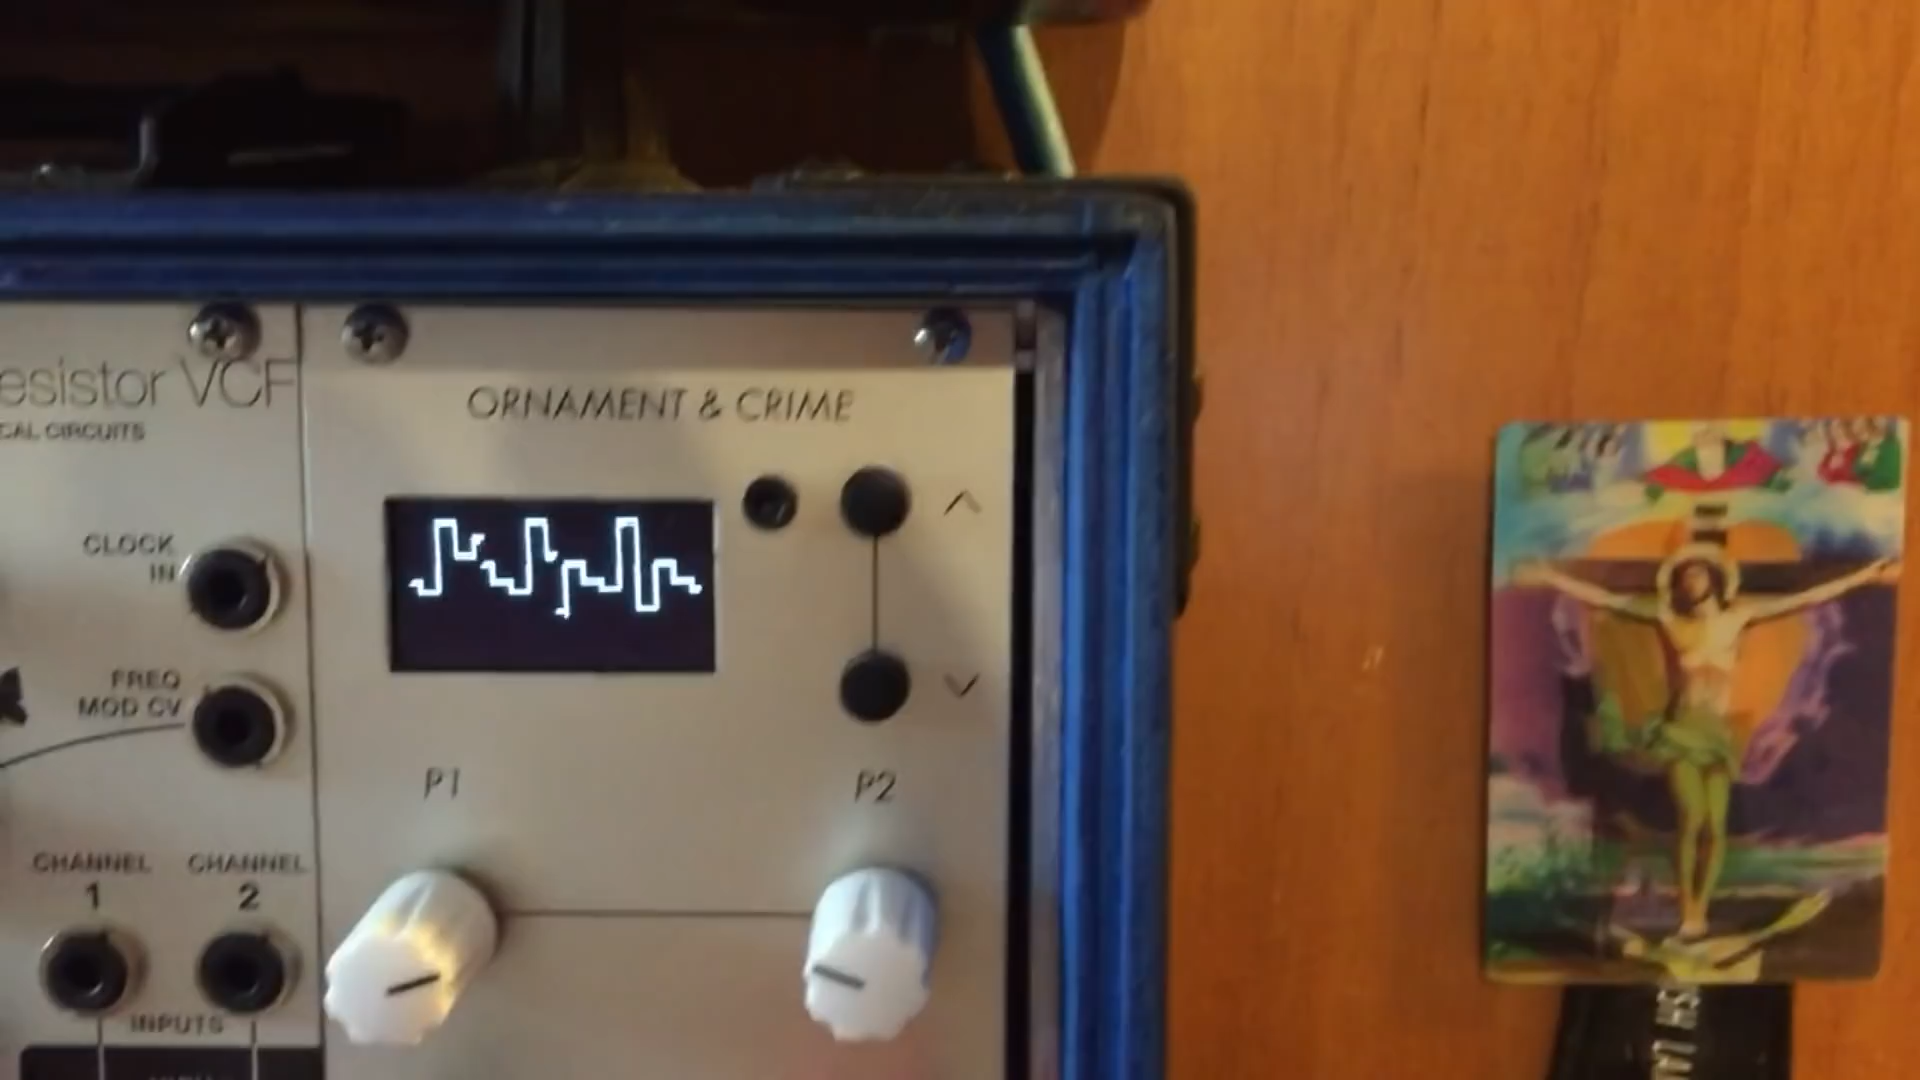 esistor VCF
CAL CIRCUITS
CLOCK
IN
FREQ
MOD CV
CHANNEL
1
CHANNEL
2
INPUTS
ORNAMENT & CRIME
P1
P2